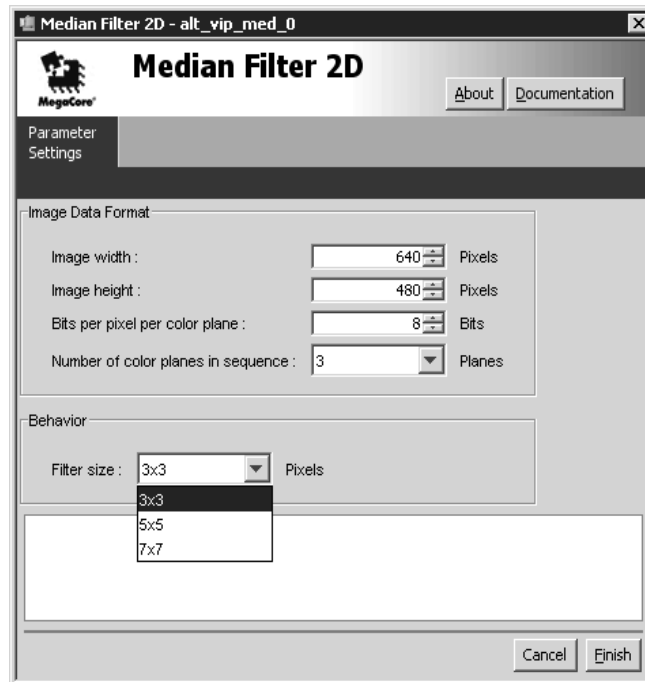 Median Filter 2D - alt_vip_med_0
MegaCore®
Median Filter 2D
About
Documentation
Parameter
Settings
Image Data Format
Image width :
640
Pixels
Image height :
480
Pixels
Bits per pixel per color plane :
8
Bits
Number of color planes in sequence :
3
Planes
Behavior
Filter size :
3x3
Pixels
3x3
5x5
7x7
Cancel
Finish